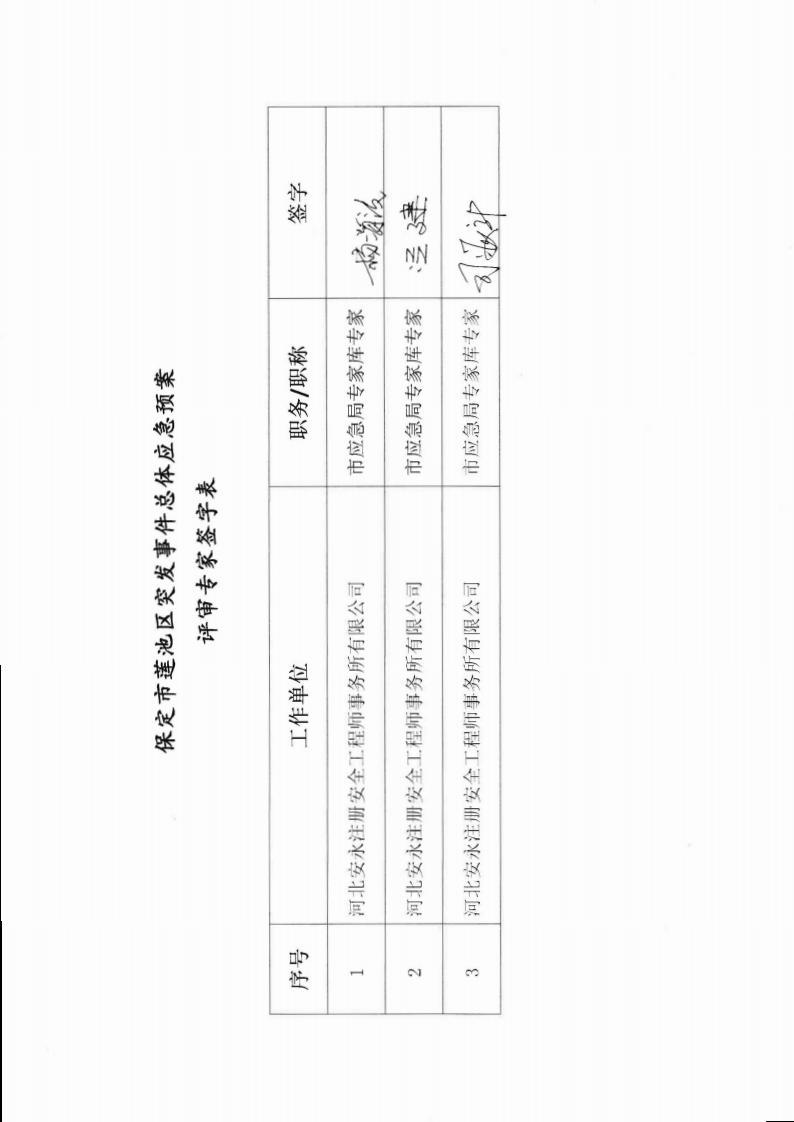 保定市莲池区突发事件总体应急预案
评审专家签字表
序号 工作单位 职务/职称 签字
1 河北安永注册安全工程师事务所有限公司 市应急局专家库专家
2 河北安永注册安全工程师事务所有限公司 市应急局专家库专家
3 河北安永注册安全工程师事务所有限公司 市应急局专家库专家